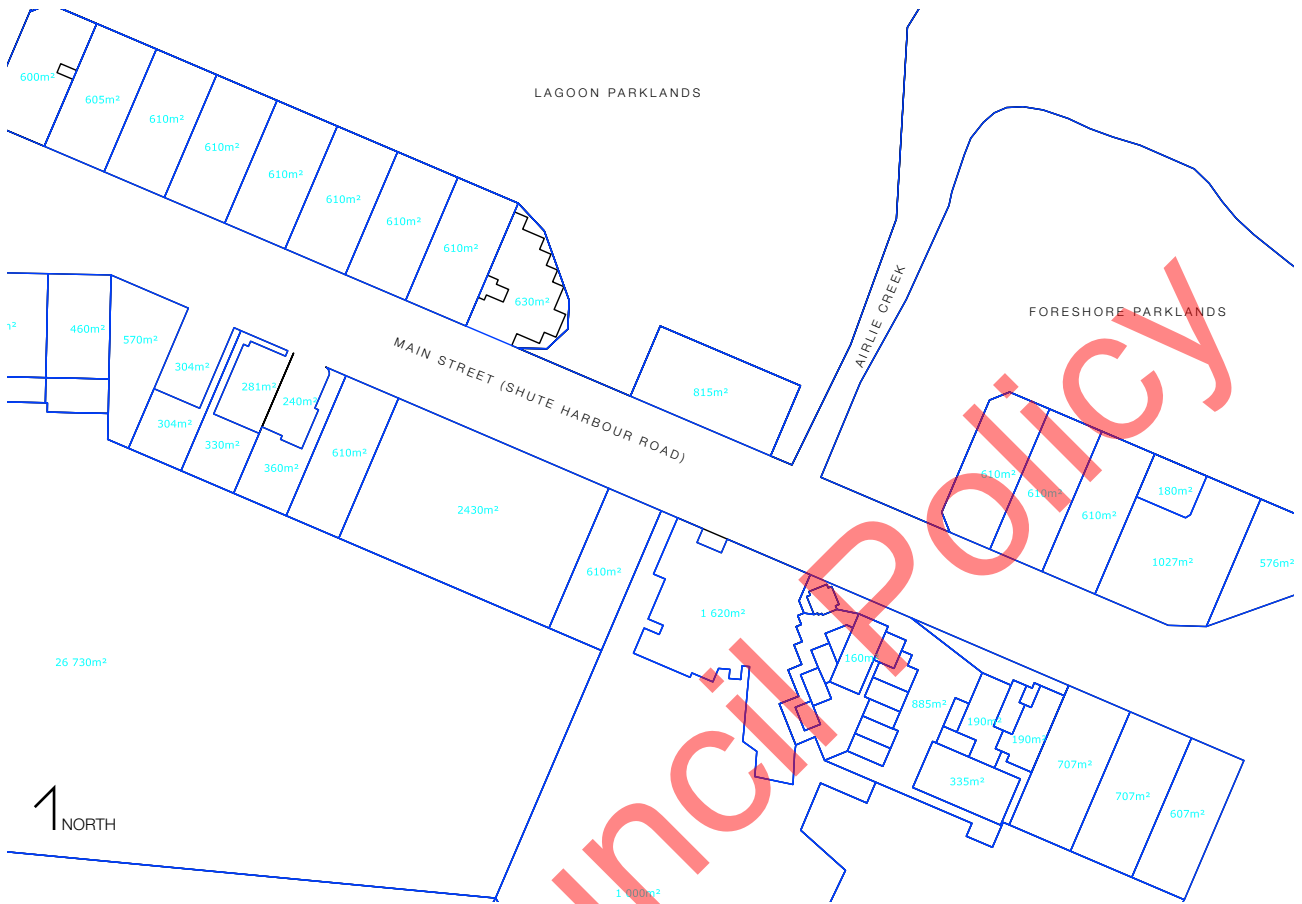 LAGOON PARKLANDS
600m²
605m²
610m²
610m²
610m²
610m²
610m²
610m²
630m²
AIRLIE CREEK
FORESHORE PARKLANDS
460m²
570m²
304m²
304m²
281m²
240m²
330m²
360m²
610m²
MAIN STREET (SHUTE HARBOUR ROAD)
815m²
2430m²
610m²
610m²
610m²
610m²
180m²
1027m²
576m²
1 620m²
160m²
885m²
190m²
190m²
335m²
707m²
707m²
607m²
26 730m²
1 000m²
NORTH
uncil Policy